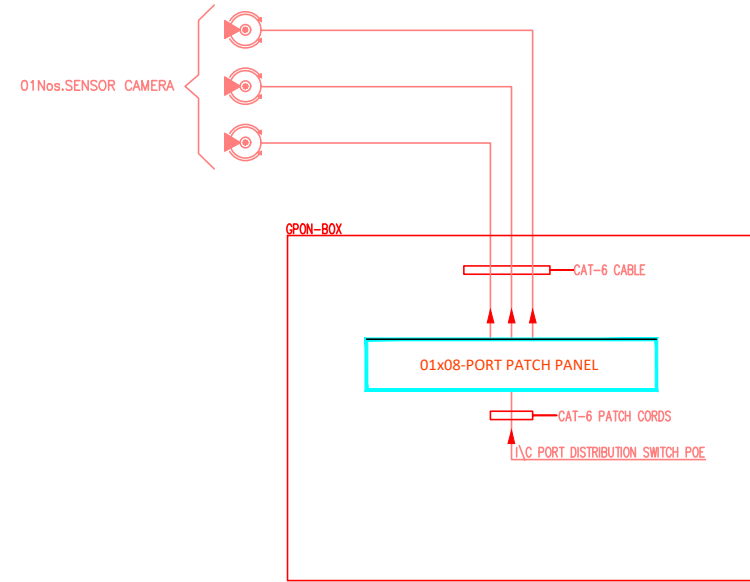 01Nos.SENSOR CAMERA
GPON-BOX
CAT-6 CABLE
01x08-PORT PATCH PANEL
CAT-6 PATCH CORDS
I\C PORT DISTRIBUTION SWITCH POE